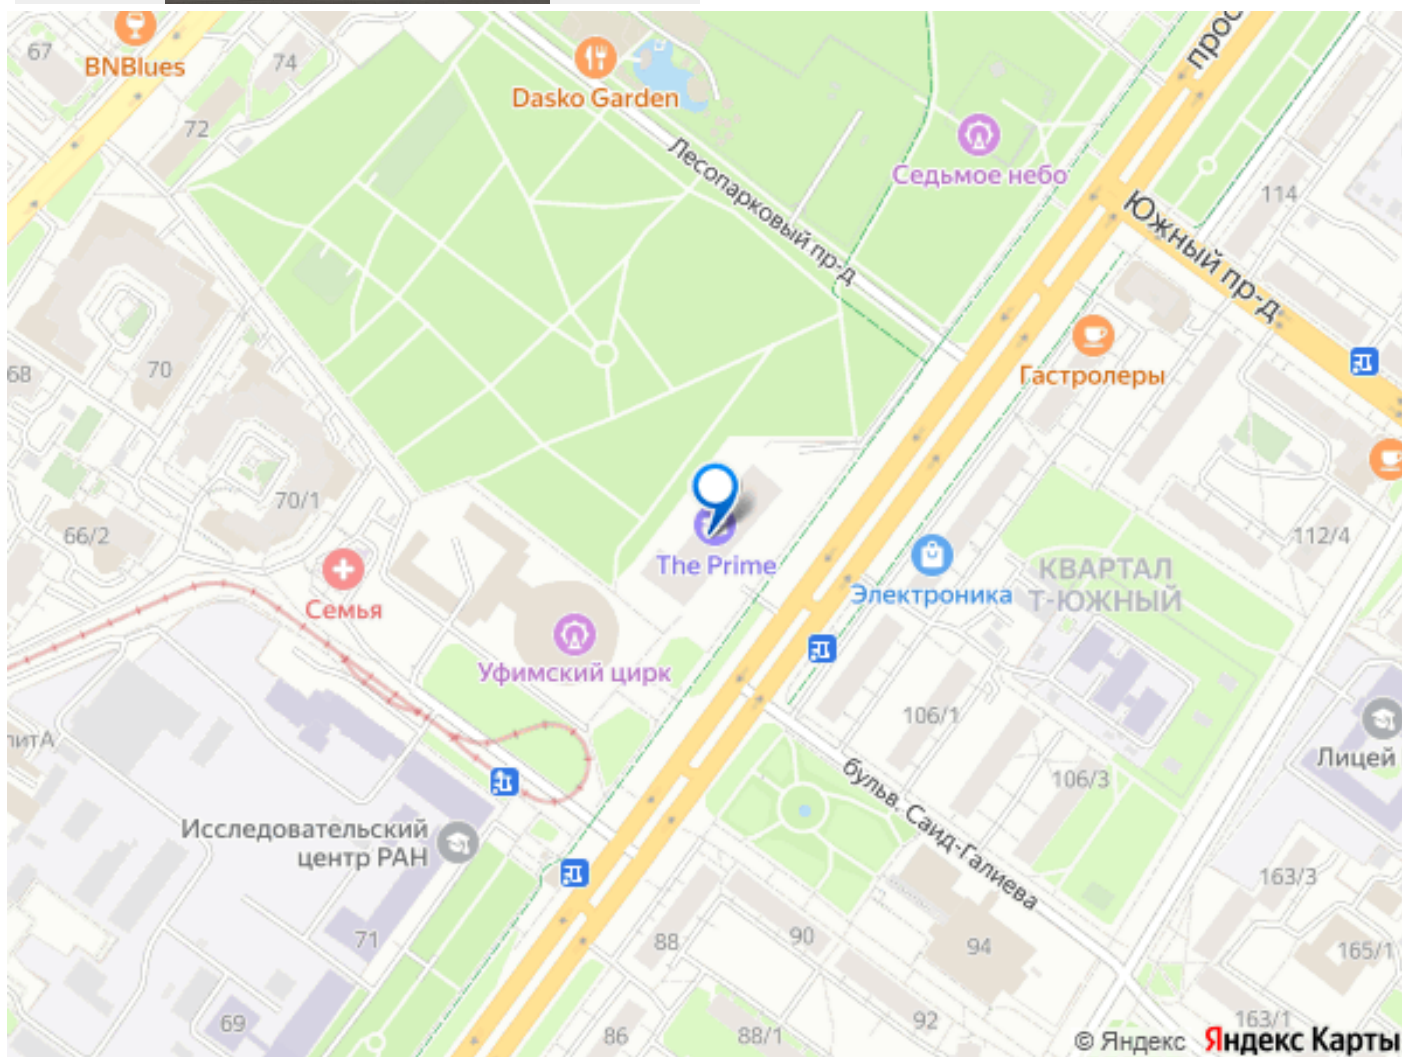 67
BNBlues
74
72
Dasko Garden
прос
Седьмое небо
Лесопарковый пр-д
Южный пр-д
114
Гастролеры
68
70
70/1
66/2
Семья
The Prime
Уфимский цирк
Электроника
КВАРТАЛ
Т-ЮЖНЫЙ
112/4
106/1
106/3
Лицей
литА
Исследовательский
центр РАН
бульв. Саид-Галиева
163/3
71
88
90
94
165/1
69
86
88/1
92
163/1
© Яндекс Яндекс Карты